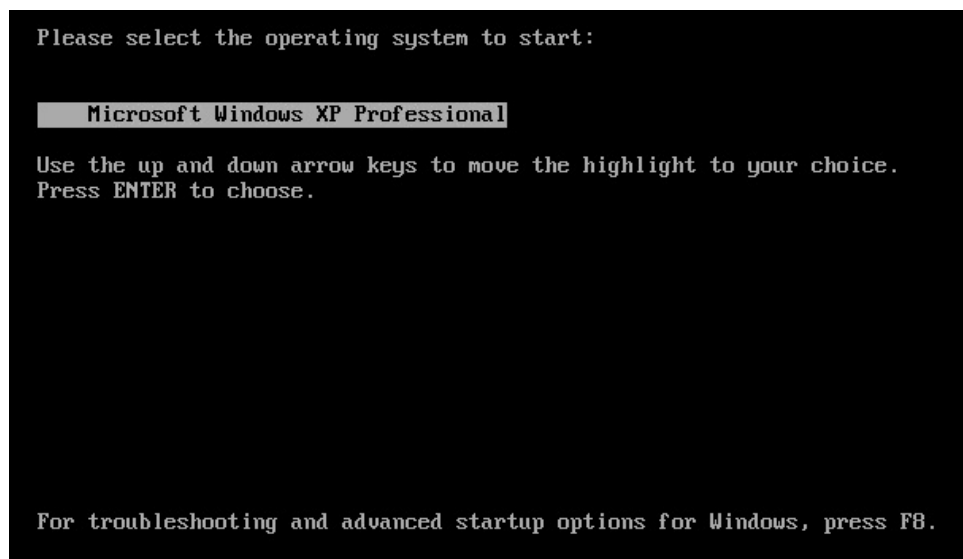 Please select the operating system to start:
Microsoft Windows XP Professional
Use the up and down arrow keys to move the highlight to your choice.
Press ENTER to choose.
For troubleshooting and advanced startup options for Windows, press F8.